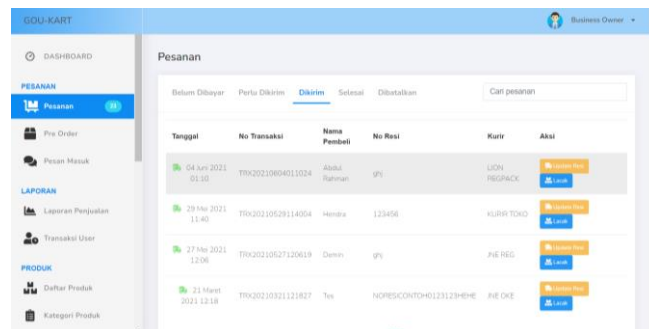 GOU-KART
Business Owner
DASHBOARD
Pesanan
PESANAN
Pesanan
Pre Order
Pesan Masuk
LAPORAN
Laporan Penjualan
Transaksi User
PRODUK
Daftar Produk
Kategori Produk
Belum Dibayar Perlu Dikirim Dikirim Selesai Dibatalkan Cari pesanan
Tanggal No Transaksi Nama Pembeli No Resi Kurir Aksi
04 Juni 2021 01:10 TRX20210604011024 Abdul Rahman ghj LION REGPACK Update Resi Lacak
29 Mei 2021 11:40 TRX20210529114004 Hendra 123456 KURIR TOKO Update Resi Lacak
27 Mei 2021 12:06 TRX20210527120619 Demin ghj JNE REG Update Resi Lacak
21 Maret 2021 12:18 TRX20210321121827 Tes NORESICONTOH0123123HEHE JNE OKE Update Resi Lacak